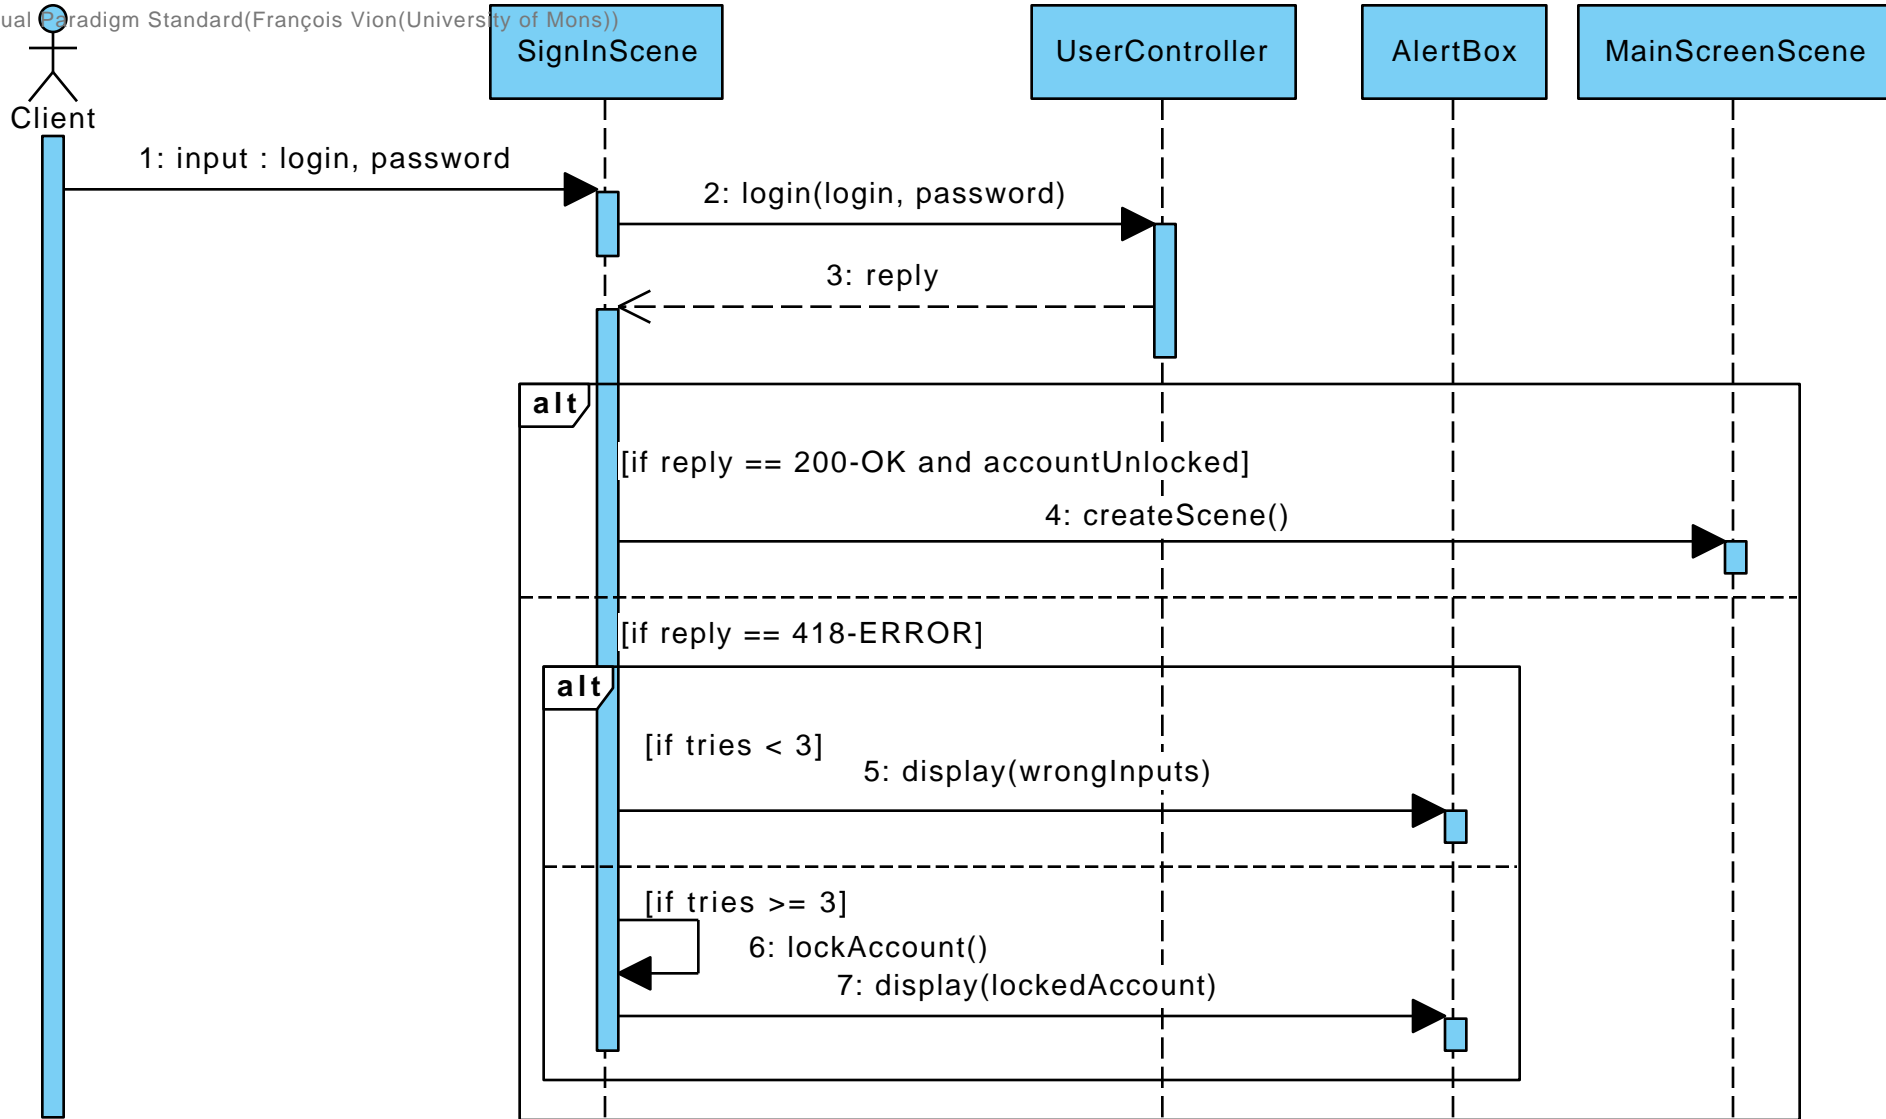 ual Paradigm Standard(François Vion(University of Mons))
Client
SignInScene
UserController
AlertBox
MainScreenScene
1: input : login, password
2: login(login, password)
3: reply
alt
[if reply == 200-OK and accountUnlocked]
4: createScene()
[if reply == 418-ERROR]
alt
[if tries < 3]
5: display(wrongInputs)
[if tries >= 3]
6: lockAccount()
7: display(lockedAccount)